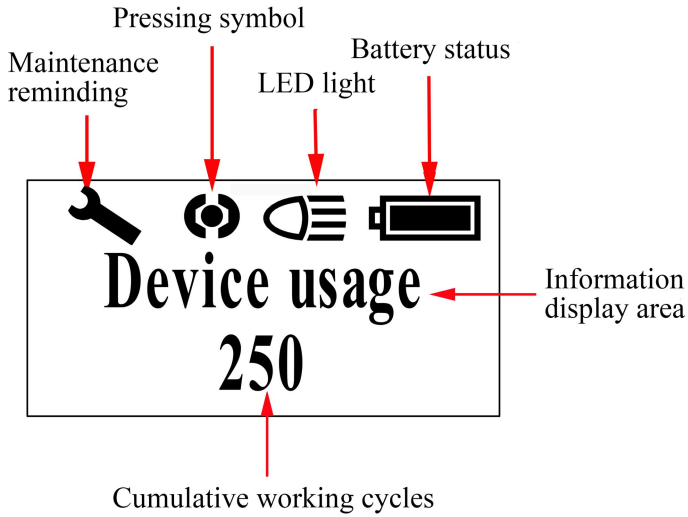 Pressing symbol
Battery status
Maintenance
reminding
LED light
Device usage
250
Information
display area
Cumulative working cycles